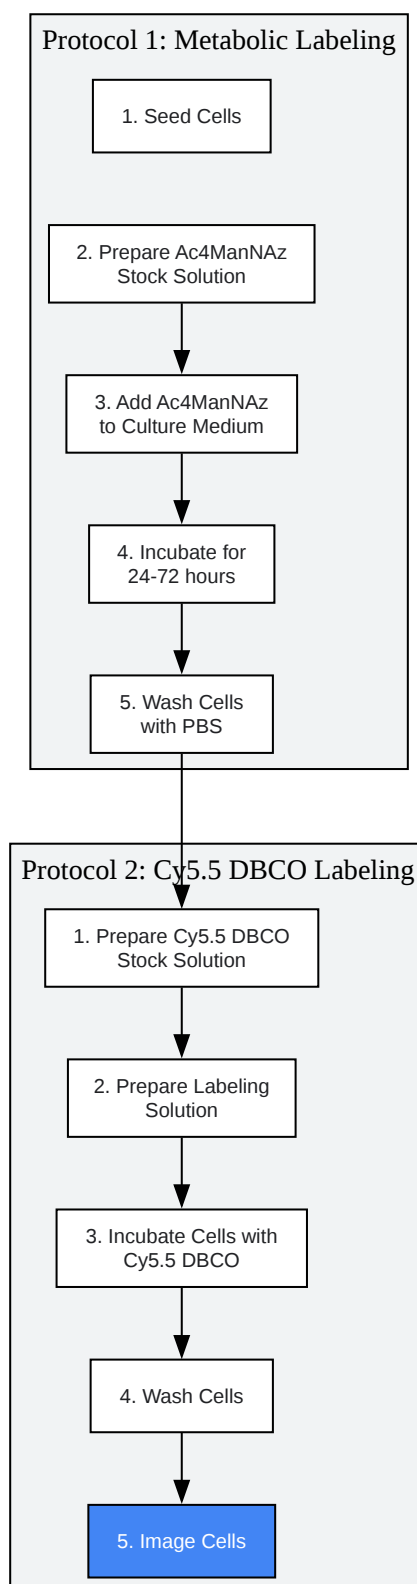 Protocol 1: Metabolic Labeling
1. Seed Cells
2. Prepare Ac4ManNAz
Stock Solution
3. Add Ac4ManNAz
to Culture Medium
4. Incubate for
24-72 hours
5. Wash Cells
with PBS
Protocol 2: Cy5.5 DBCO Labeling
1. Prepare Cy5.5 DBCO
Stock Solution
2. Prepare Labeling
Solution
3. Incubate Cells with
Cy5.5 DBCO
4. Wash Cells
5. Image Cells